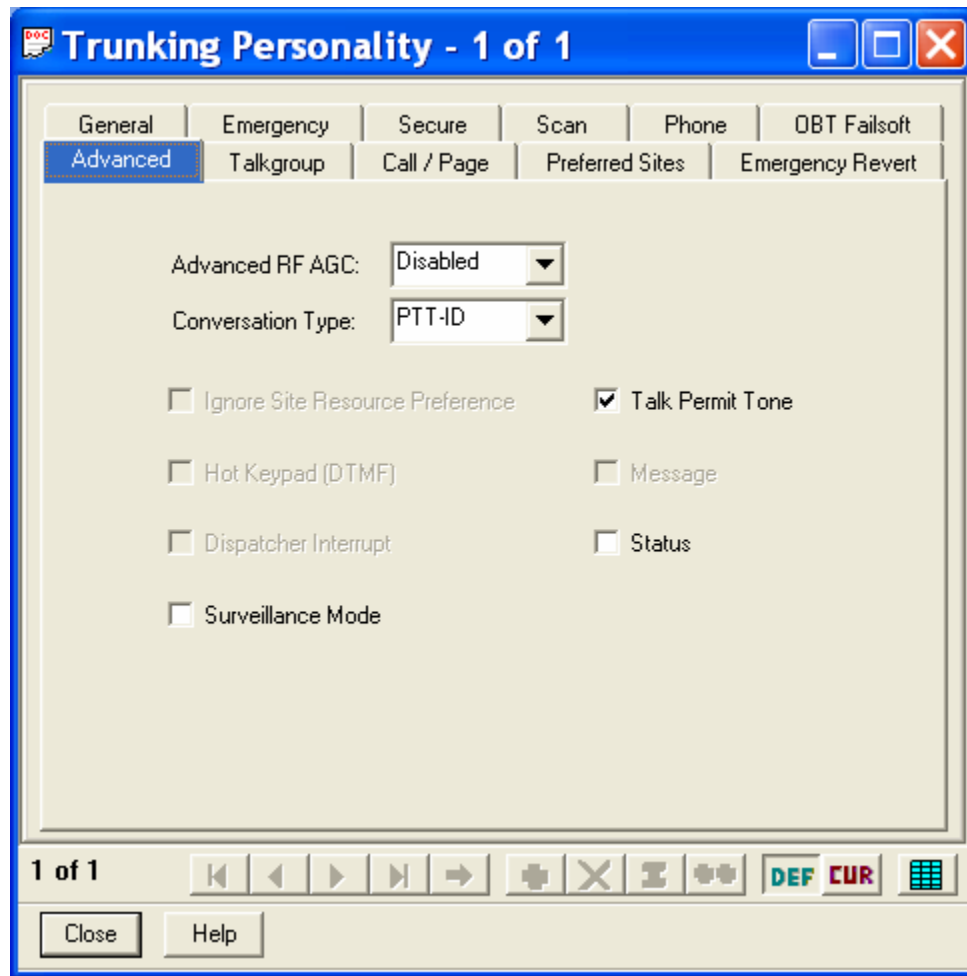 DOC
Trunking Personality - 1 of 1
General Emergency Secure Scan Phone OBT Failsoft
Advanced Talkgroup Call / Page Preferred Sites Emergency Revert
Advanced RF AGC: Disabled
Conversation Type: PTT-ID
Ignore Site Resource Preference Talk Permit Tone
Hot Keypad (DTMF) Message
Dispatcher Interrupt Status
Surveillance Mode
1 of 1 DEF CUR
Close Help